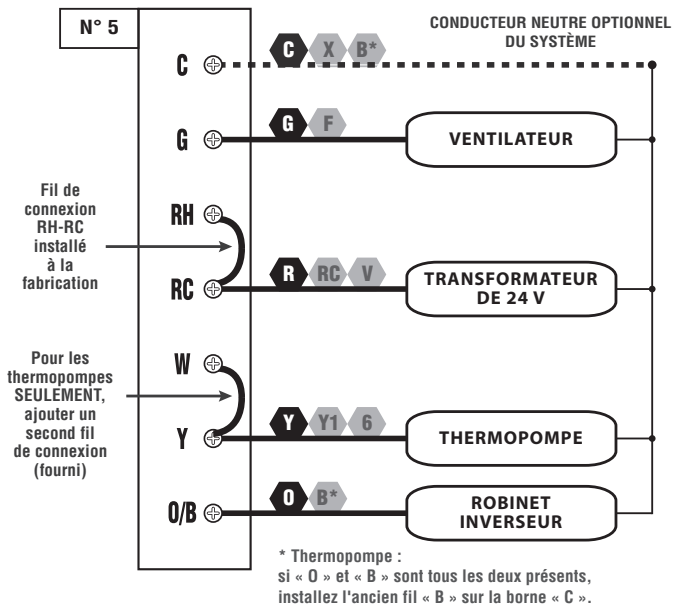 N° 5
CONDUCTEUR NEUTRE OPTIONNEL
DU SYSTÈME
C
C X B*
G
G F
VENTILATEUR
Fil de
connexion
RH-RC
installé
à la
fabrication
RH
RC
R RC V
TRANSFORMATEUR
DE 24 V
Pour les
thermopompes
SEULEMENT,
ajouter un
second fil
de connexion
(fourni)
W
Y
Y Y1 6
THERMOPOMPE
O/B
O B*
ROBINET
INVERSEUR
* Thermopompe :
si « O » et « B » sont tous les deux présents,
installez l'ancien fil « B » sur la borne « C ».